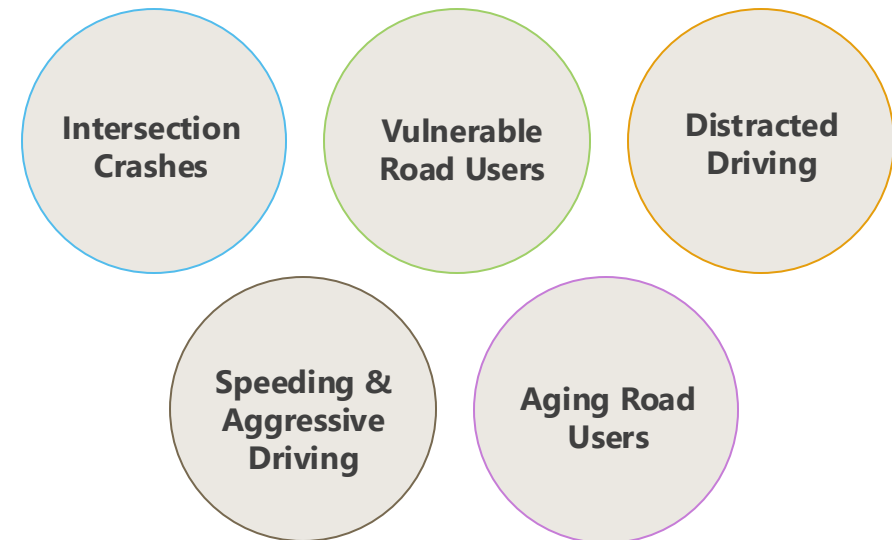 Intersection
Crashes
Vulnerable
Road Users
Distracted
Driving
Speeding &
Aggressive
Driving
Aging Road
Users